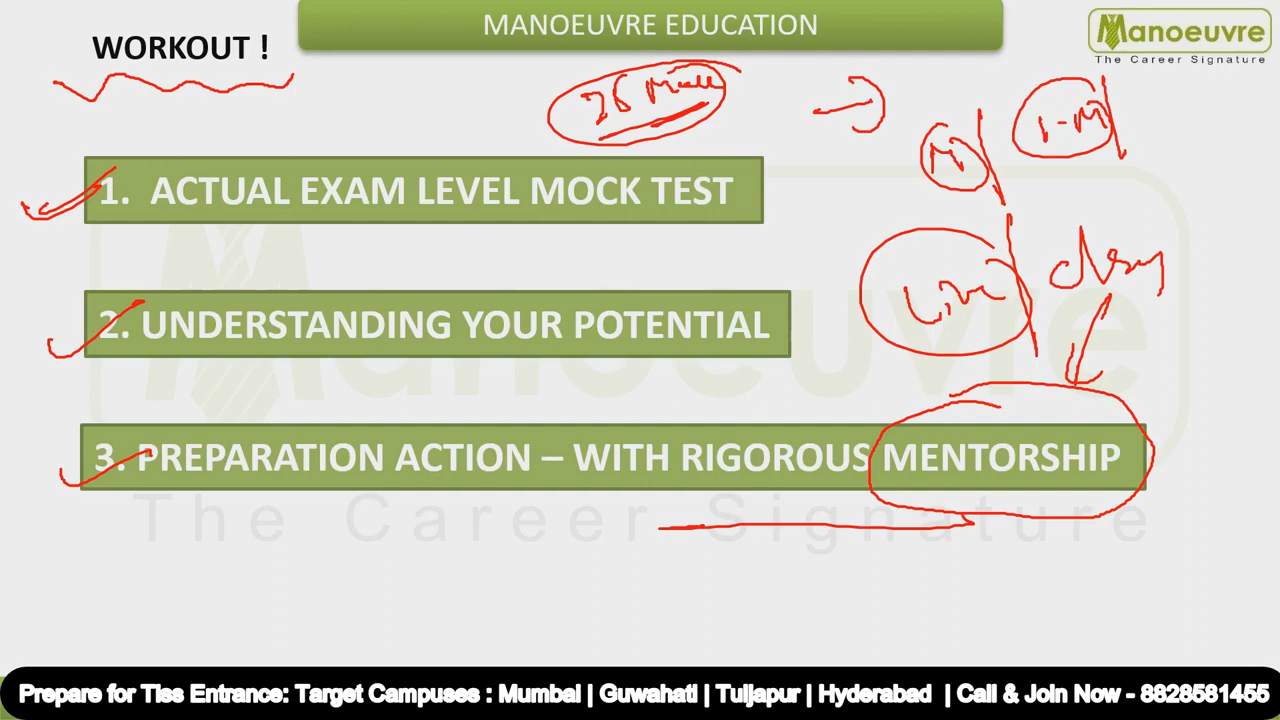 MANOEUVRE EDUCATION
Manoeuvre
The Career Signature
WORKOUT !
1. ACTUAL EXAM LEVEL MOCK TEST
2. UNDERSTANDING YOUR POTENTIAL
3. PREPARATION ACTION – WITH RIGOROUS MENTORSHIP
Manoeuvre
The Career Signature
Prepare for Tiss Entrance: Target Campuses : Mumbai | Guwahati | Tuljapur | Hyderabad | Call & Join Now - 8828581455